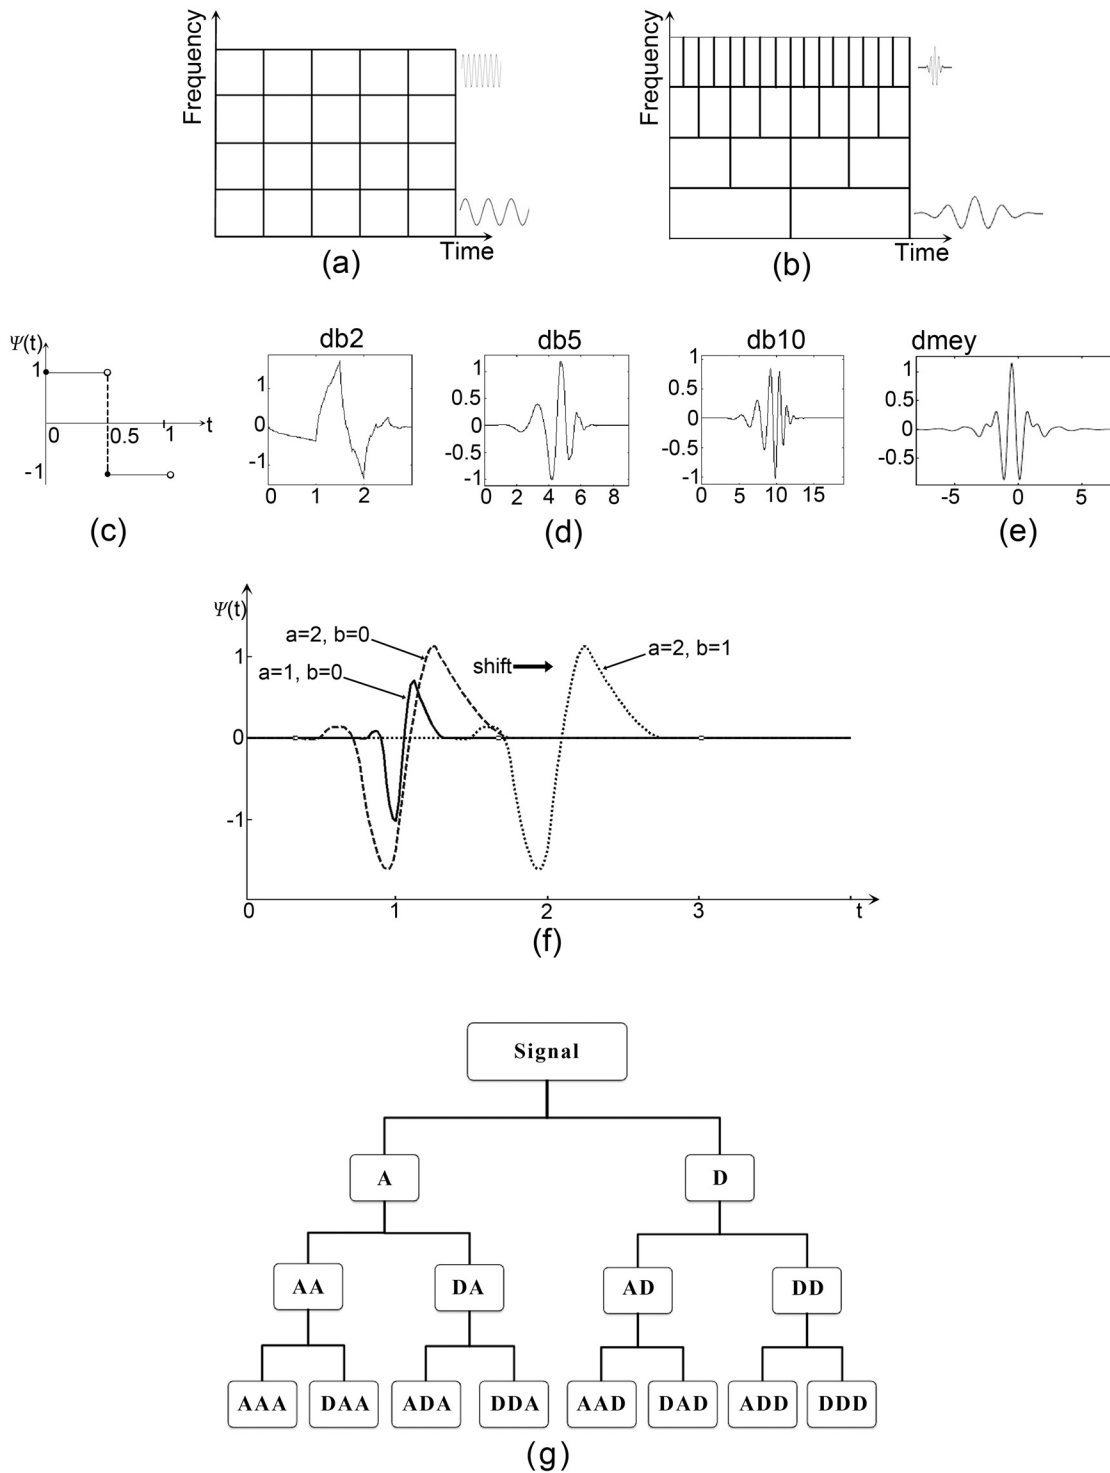 Frequency
Time
(a)
Frequency
Time
(b)
Ψ(t)
1
0
0.5
1
t
-1
(c)
db2
1
0
-1
0
1
2
db5
1
0.5
0
-0.5
-1
0
2
4
6
8
(d)
db10
1
0.5
0
-0.5
-1
0
5
10
15
dmey
1
0.5
0
-0.5
-5
0
5
(e)
Ψ(t)
a=2, b=0
a=1, b=0
shift
a=2, b=1
1
0
-1
0
1
2
3
t
(f)
Signal
A
D
AA
DA
AD
DD
AAA
DAA
ADA
DDA
AAD
DAD
ADD
DDD
(g)